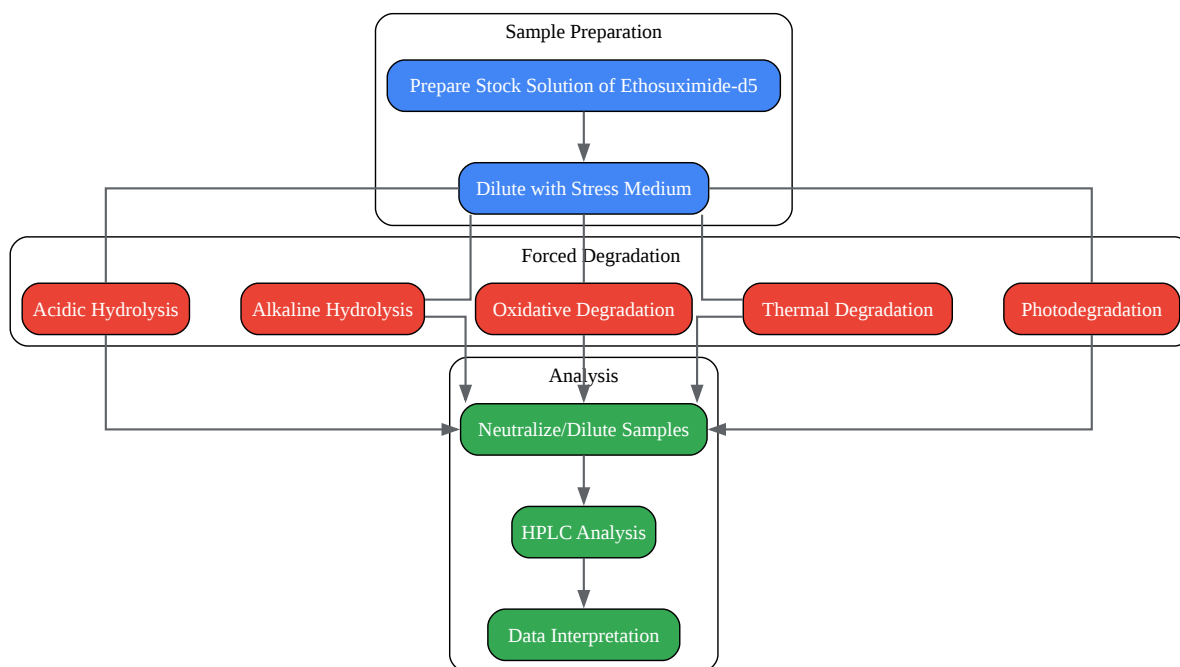 Sample Preparation
Prepare Stock Solution of Ethosuximide-d5
Dilute with Stress Medium
Forced Degradation
Acidic Hydrolysis
Alkaline Hydrolysis
Oxidative Degradation
Thermal Degradation
Photodegradation
Analysis
Neutralize/Dilute Samples
HPLC Analysis
Data Interpretation